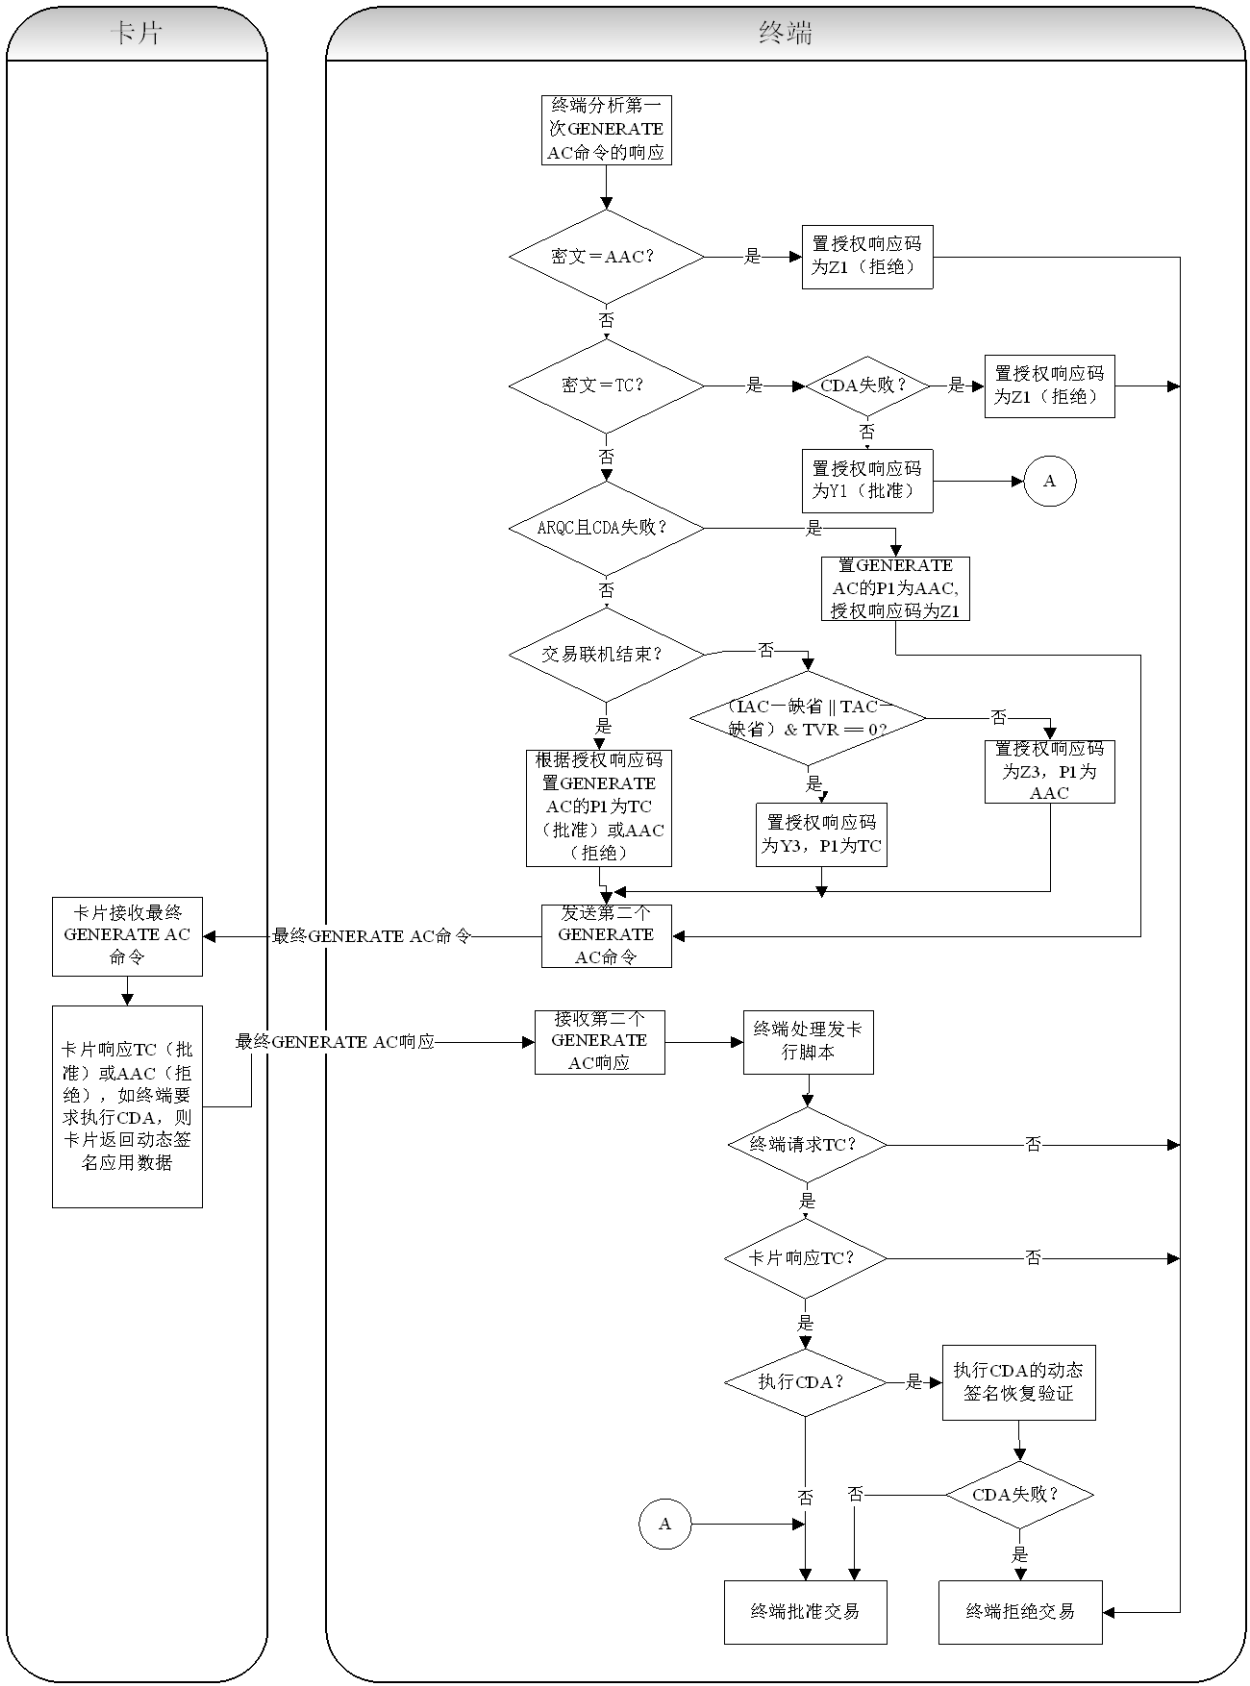 卡片
终端
终端分析第一
次GENERATE
AC命令的响应
密文＝AAC？
是
置授权响应码
为Z1（拒绝）
否
密文＝TC？
是
CDA失败？
是
置授权响应码
为Z1（拒绝）
否
否
置授权响应码
为Y1（批准）
A
ARQC且CDA失败？
是
置GENERATE
AC的P1为AAC,
授权响应码为Z1
否
交易联机结束？
否
（IAC－缺省 || TAC－
缺省）& TVR == 0?
否
置授权响应码
为Z3，P1为
AAC
是
根据授权响应码
置GENERATE
AC的P1为TC
（批准）或AAC
（拒绝）
是
置授权响应码
为Y3，P1为TC
卡片接收最终
GENERATE AC
命令
最终GENERATE AC命令
发送第二个
GENERATE
AC命令
卡片响应TC（批
准）或AAC（拒
绝），如终端要
求执行CDA，则
卡片返回动态签
名应用数据
最终GENERATE AC响应
接收第二个
GENERATE
AC响应
终端处理发卡
行脚本
终端请求TC？
否
是
卡片响应TC？
否
是
执行CDA？
是
执行CDA的动态
签名恢复验证
否
CDA失败？
否
A
是
终端批准交易
终端拒绝交易